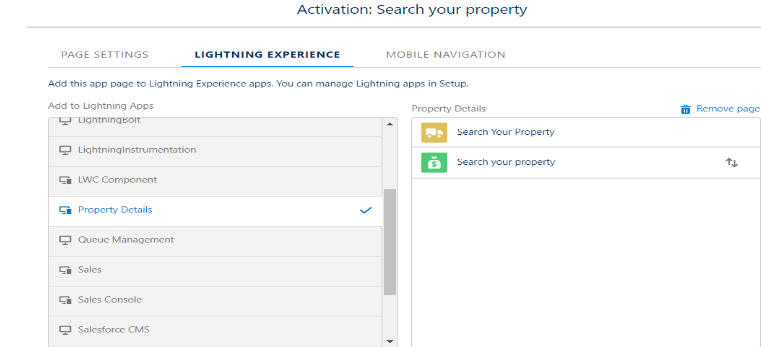 Activation: Search your property
PAGE SETTINGS
LIGHTNING EXPERIENCE
MOBILE NAVIGATION
Add this app page to Lightning Experience apps. You can manage Lightning apps in Setup.
Add to Lightning Apps
LightningBolt
LightningInstrumentation
LWC Component
Property Details
Queue Management
Sales
Sales Console
Salesforce CMS
Property Details
Remove page
Search Your Property
Search your property